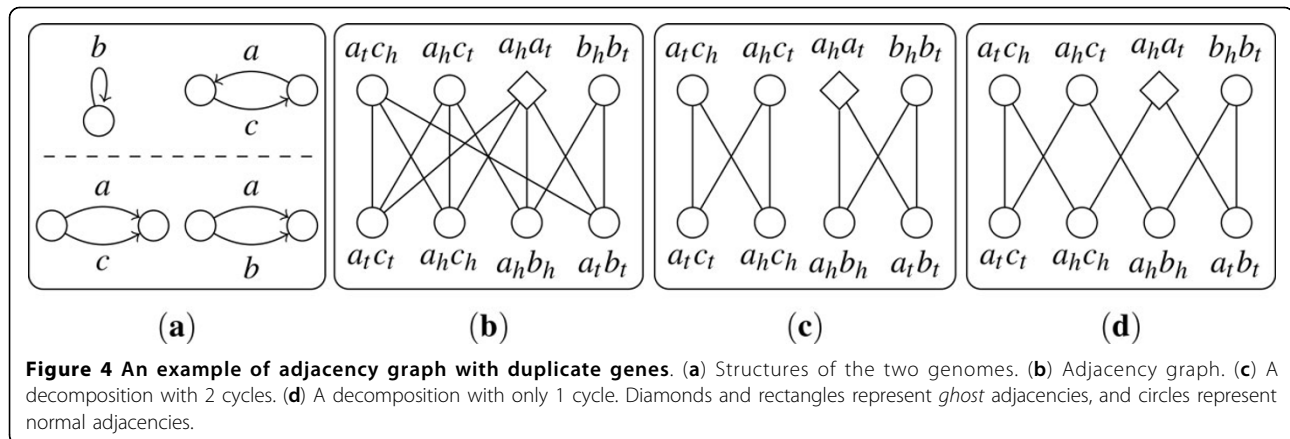 b
a
c
a
c
a
b
(a)
a_t c_h a_h c_t a_h a_t b_h b_t
a_t c_t a_h c_h a_h b_h a_t b_t
(b)
a_t c_h a_h c_t a_h a_t b_h b_t
a_t c_t a_h c_h a_h b_h a_t b_t
(c)
a_t c_h a_h c_t a_h a_t b_h b_t
a_t c_t a_h c_h a_h b_h a_t b_t
(d)
Figure 4 An example of adjacency graph with duplicate genes. (a) Structures of the two genomes. (b) Adjacency graph. (c) A
decomposition with 2 cycles. (d) A decomposition with only 1 cycle. Diamonds and rectangles represent ghost adjacencies, and circles represent
normal adjacencies.